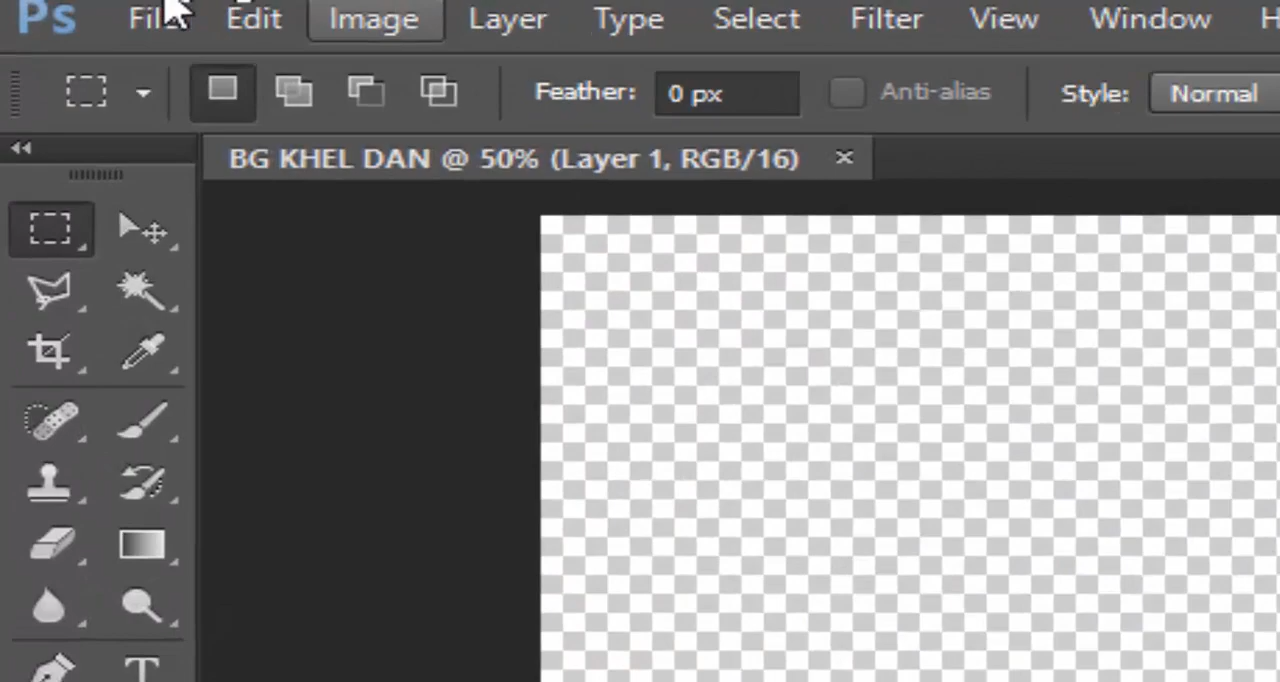 Ps File Edit Image Layer Type Select Filter View Window H
Feather: 0 px Anti-alias Style: Normal
BG KHEL DAN @ 50% (Layer 1, RGB/16) ×
T